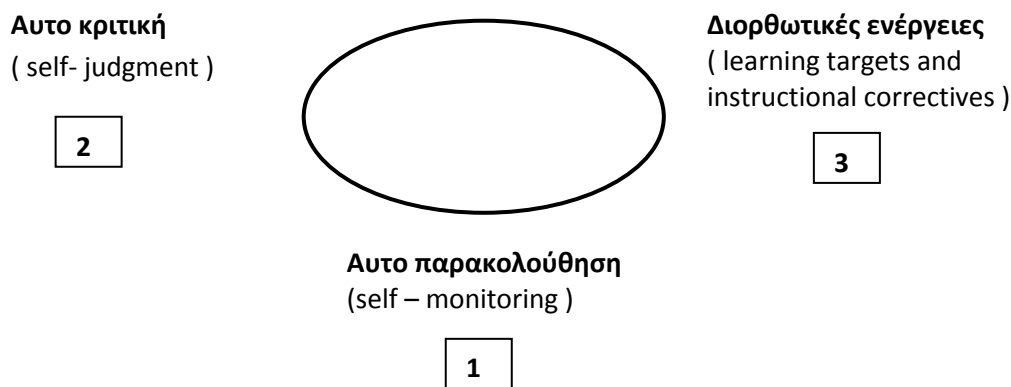 Αυτο κριτική
( self- judgment )
2
Διορθωτικές ενέργειες
( learning targets and
instructional correctives )
3
Αυτο παρακολούθηση
(self – monitoring )
1